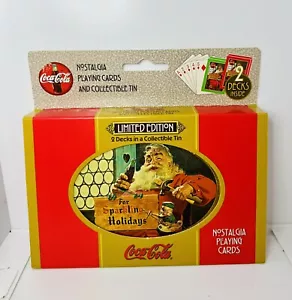 Coca-Cola
NOSTALGIA
PLAYING CARDS
AND COLLECTIBLE TIN
2
DECKS
INSIDE
LIMITED EDITION
2 Decks in a Collectible Tin
For
Sparkling
Holidays
Coca-Cola
NOSTALGIA
PLAYING
CARDS